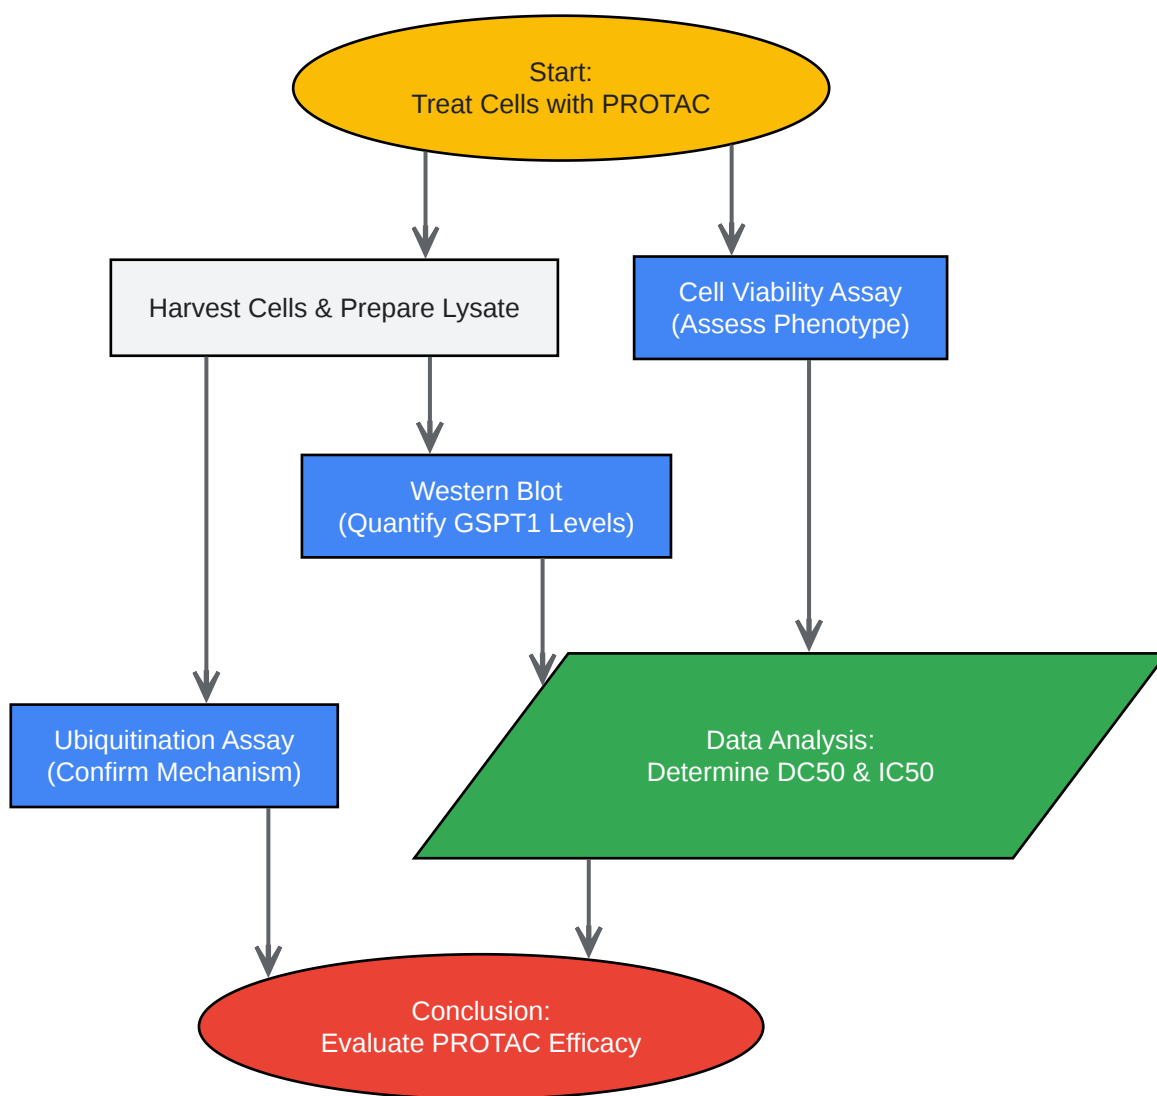 Start:
Treat Cells with PROTAC
Harvest Cells & Prepare Lysate
Cell Viability Assay
(Assess Phenotype)
Western Blot
(Quantify GSPT1 Levels)
Ubiquitination Assay
(Confirm Mechanism)
Data Analysis:
Determine DC50 & IC50
Conclusion:
Evaluate PROTAC Efficacy